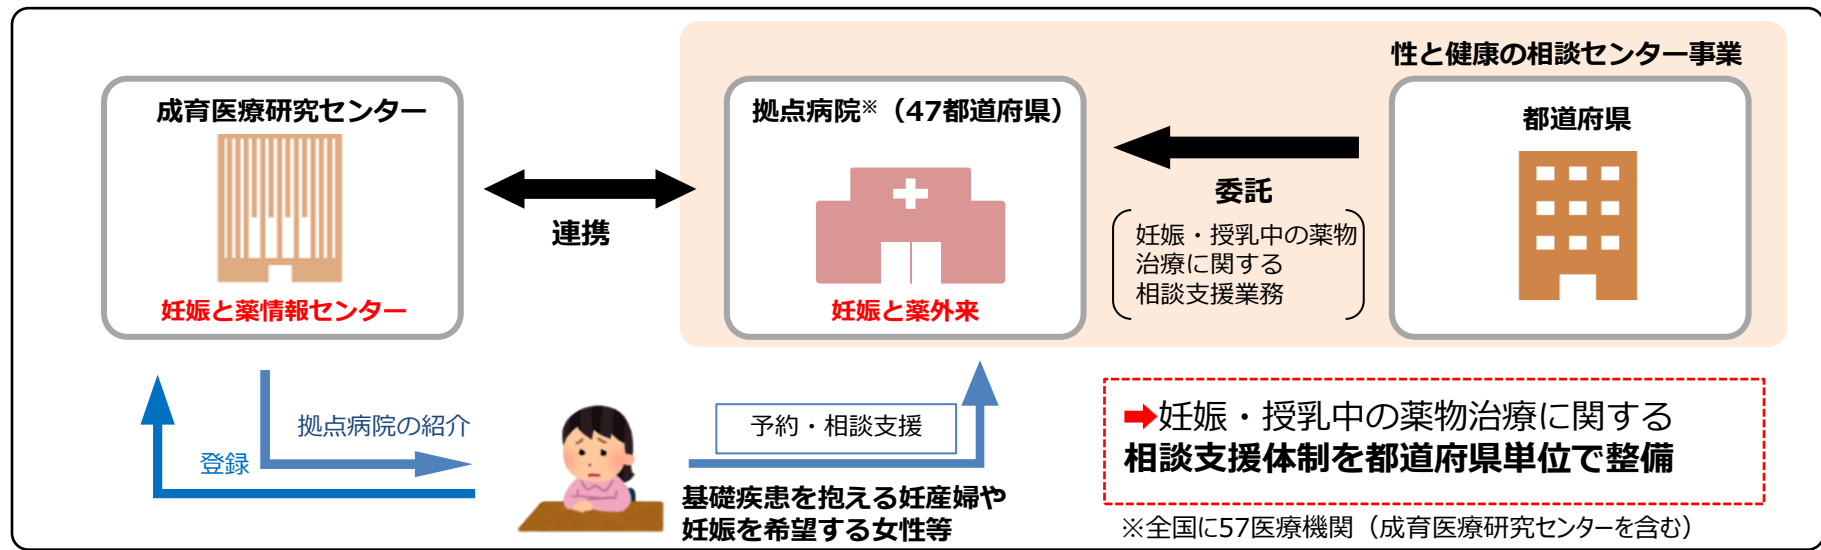 性と健康の相談センター事業
成育医療研究センター
妊娠と薬情報センター
連携
拠点病院※（47都道府県）
妊娠と薬外来
委託
妊娠・授乳中の薬物
治療に関する
相談支援業務
都道府県
拠点病院の紹介
登録
予約・相談支援
基礎疾患を抱える妊産婦や
妊娠を希望する女性等
➡妊娠・授乳中の薬物治療に関する
相談支援体制を都道府県単位で整備
※全国に57医療機関（成育医療研究センターを含む）